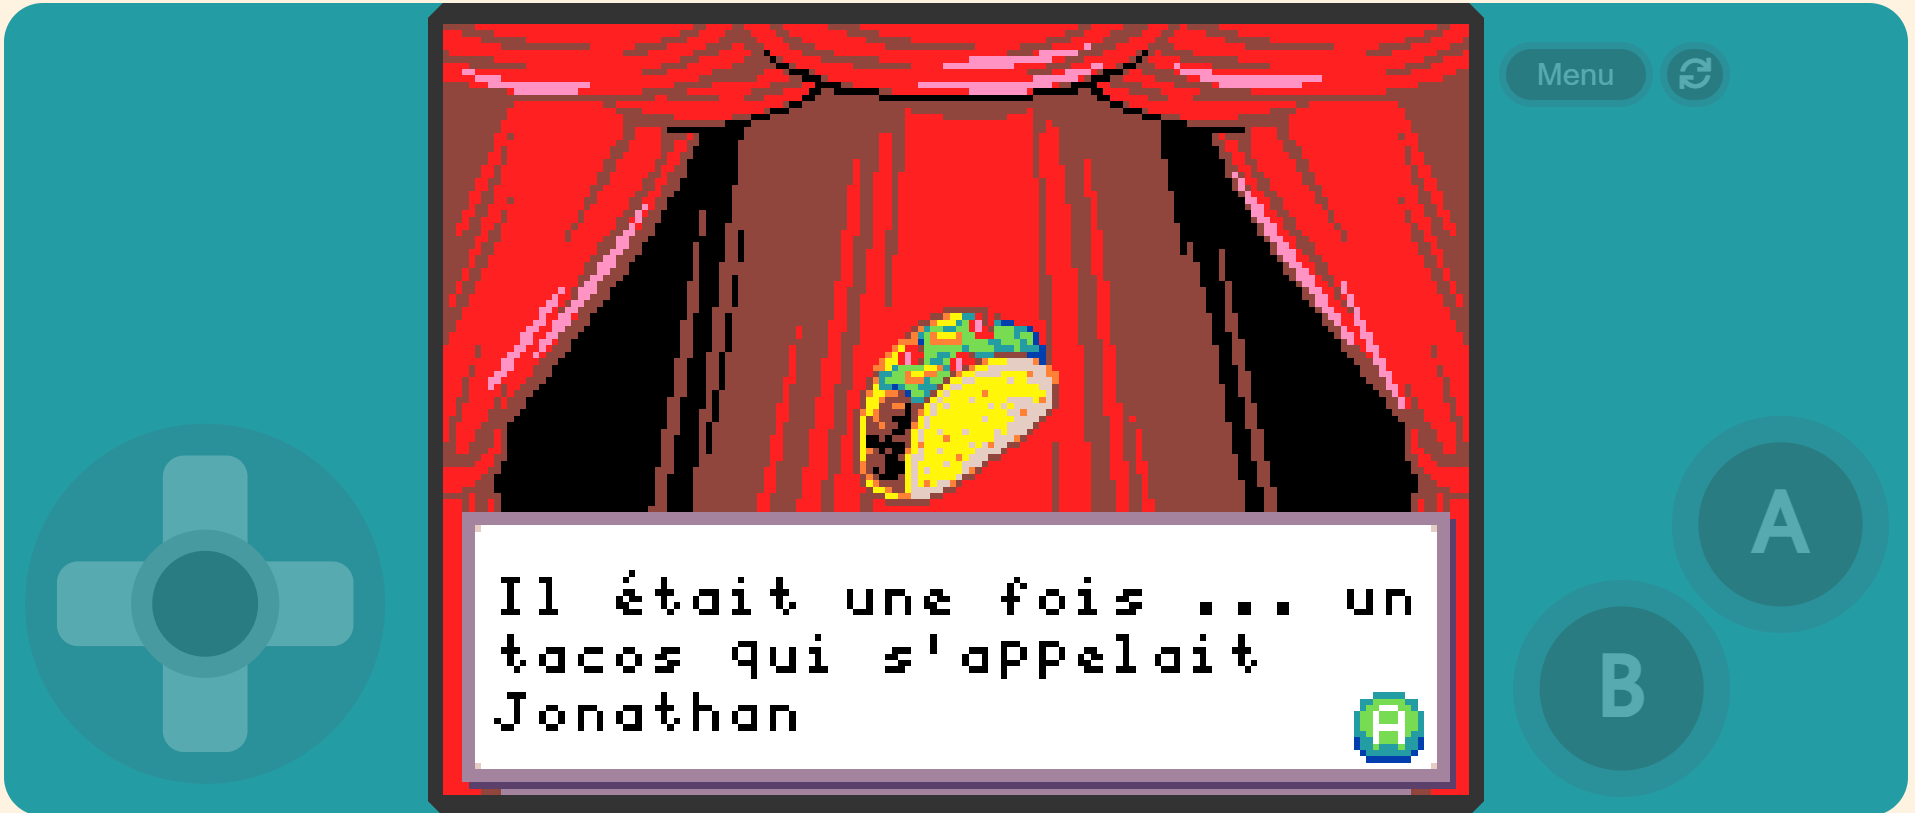 Menu
Il était une fois ... un
tacos qui s'appelait
Jonathan
A
A
B